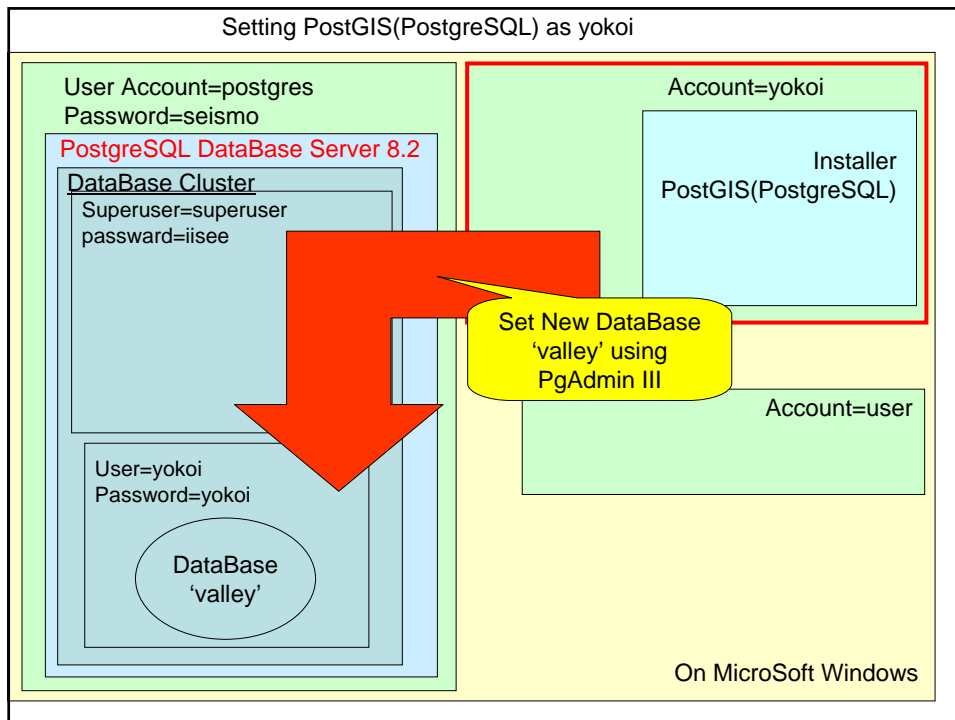 Setting PostGIS(PostgreSQL) as yokoi
User Account=postgres
Password=seismo
PostgreSQL DataBase Server 8.2
DataBase Cluster
Superuser=superuser
passward=iisee
Account=yokoi
Installer
PostGIS(PostgreSQL)
Set New DataBase
‘valley’ using
PgAdmin III
Account=user
User=yokoi
Password=yokoi
DataBase
‘valley’
On MicroSoft Windows